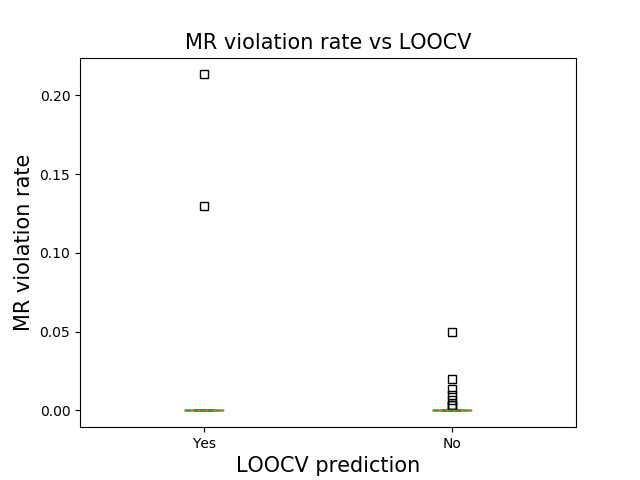 MR violation rate vs LOOCV
MR violation rate
0.20
0.15
0.10
0.05
0.00
Yes
No
LOOCV prediction